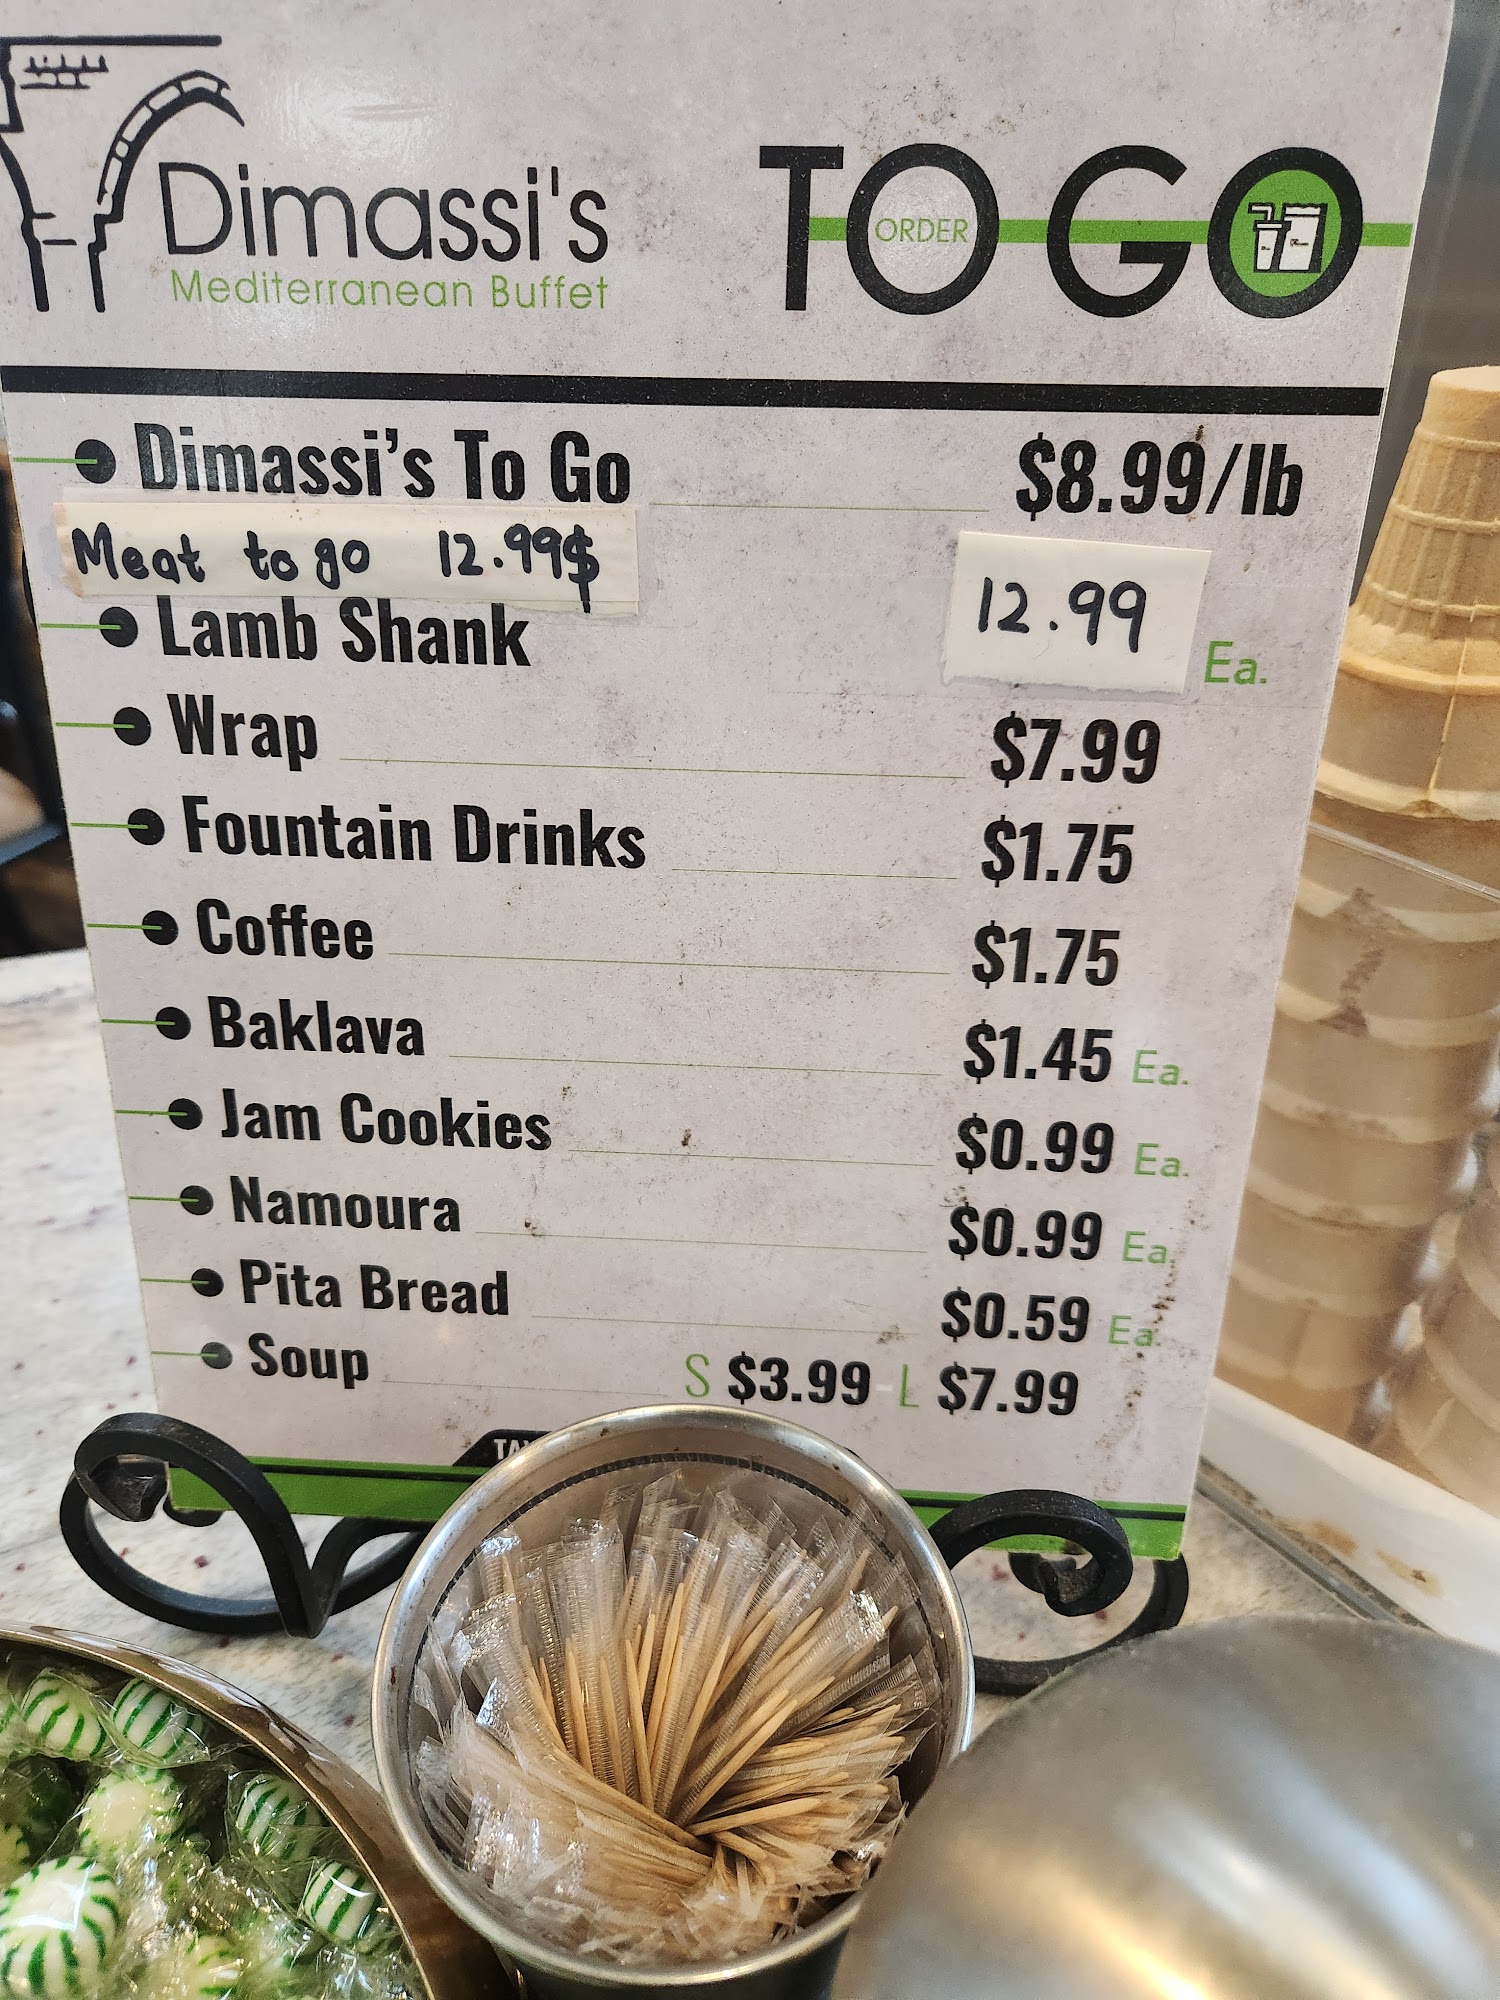 Dimassi's
Mediterranean Buffet
TO GO
ORDER
Dimassi's To Go $8.99/lb
Meat to go 12.99$
Lamb Shank 12.99 Ea.
Wrap $7.99
Fountain Drinks $1.75
Coffee $1.75
Baklava $1.45 Ea.
Jam Cookies $0.99 Ea.
Namoura $0.99 Ea.
Pita Bread $0.59 Ea.
Soup S $3.99 - L $7.99